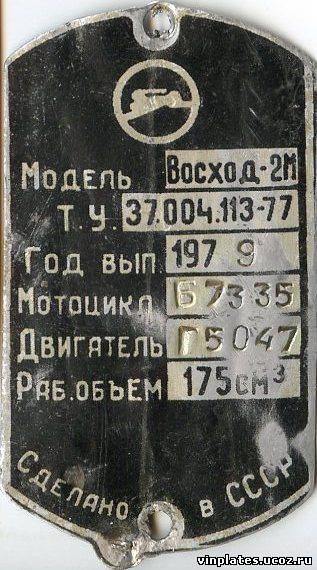 Модель Восход-2М
Т.У. 37.004.113-77
Год вып. 1979
Мотоцикл Б7335
Двигатель Г5047
Раб.объем 175см³
Сделано в СССР
vinplates.ucoz.ru